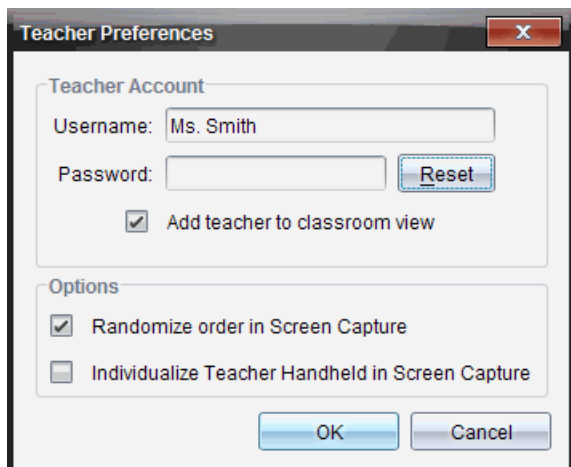 Teacher Preferences
x
Teacher Account
Username: Ms. Smith
Password: Reset
Add teacher to classroom view
Options
Randomize order in Screen Capture
Individualize Teacher Handheld in Screen Capture
OK Cancel